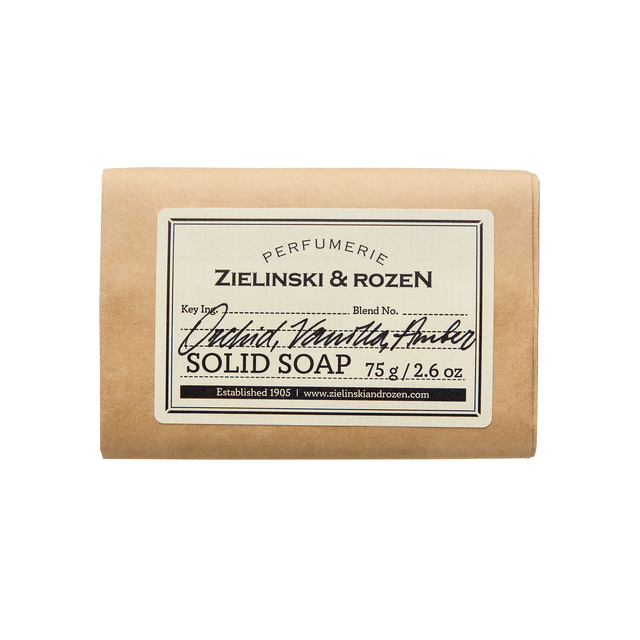 PERFUMERIE
ZIELINSKI & ROZEN
Key Ing. Blend No.
Orchid, Vanilla, Amber
SOLID SOAP 75 g / 2.6 oz
Established 1905 | www.zielinskiandrozen.com